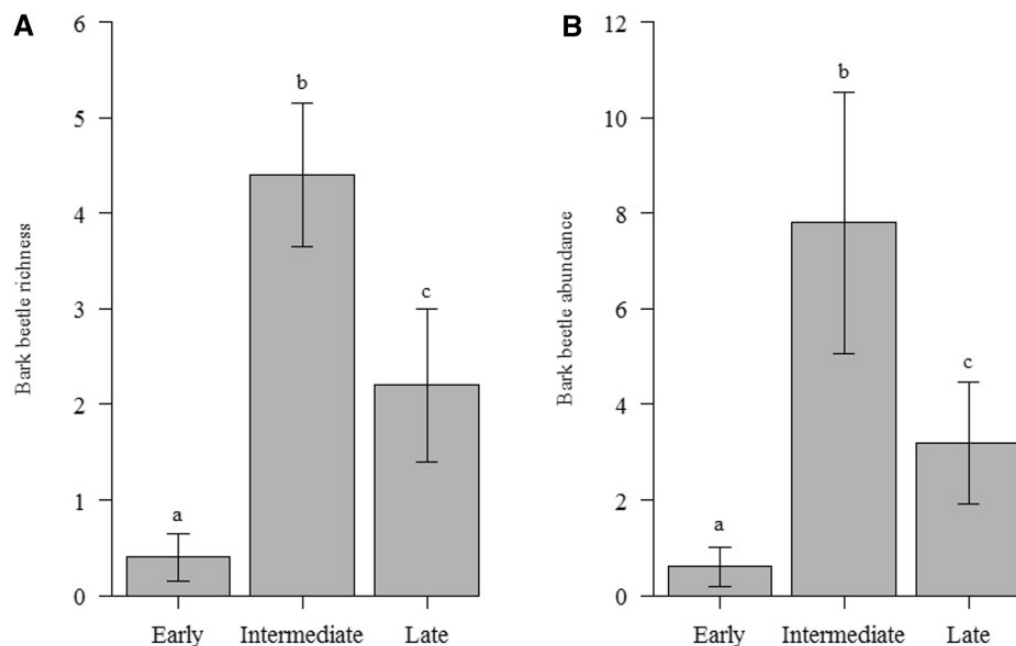 A
Bark beetle richness
6
5
4
3
2
1
0
a
b
c
Early Intermediate Late
B
Bark beetle abundance
12
10
8
6
4
2
0
a
b
c
Early Intermediate Late